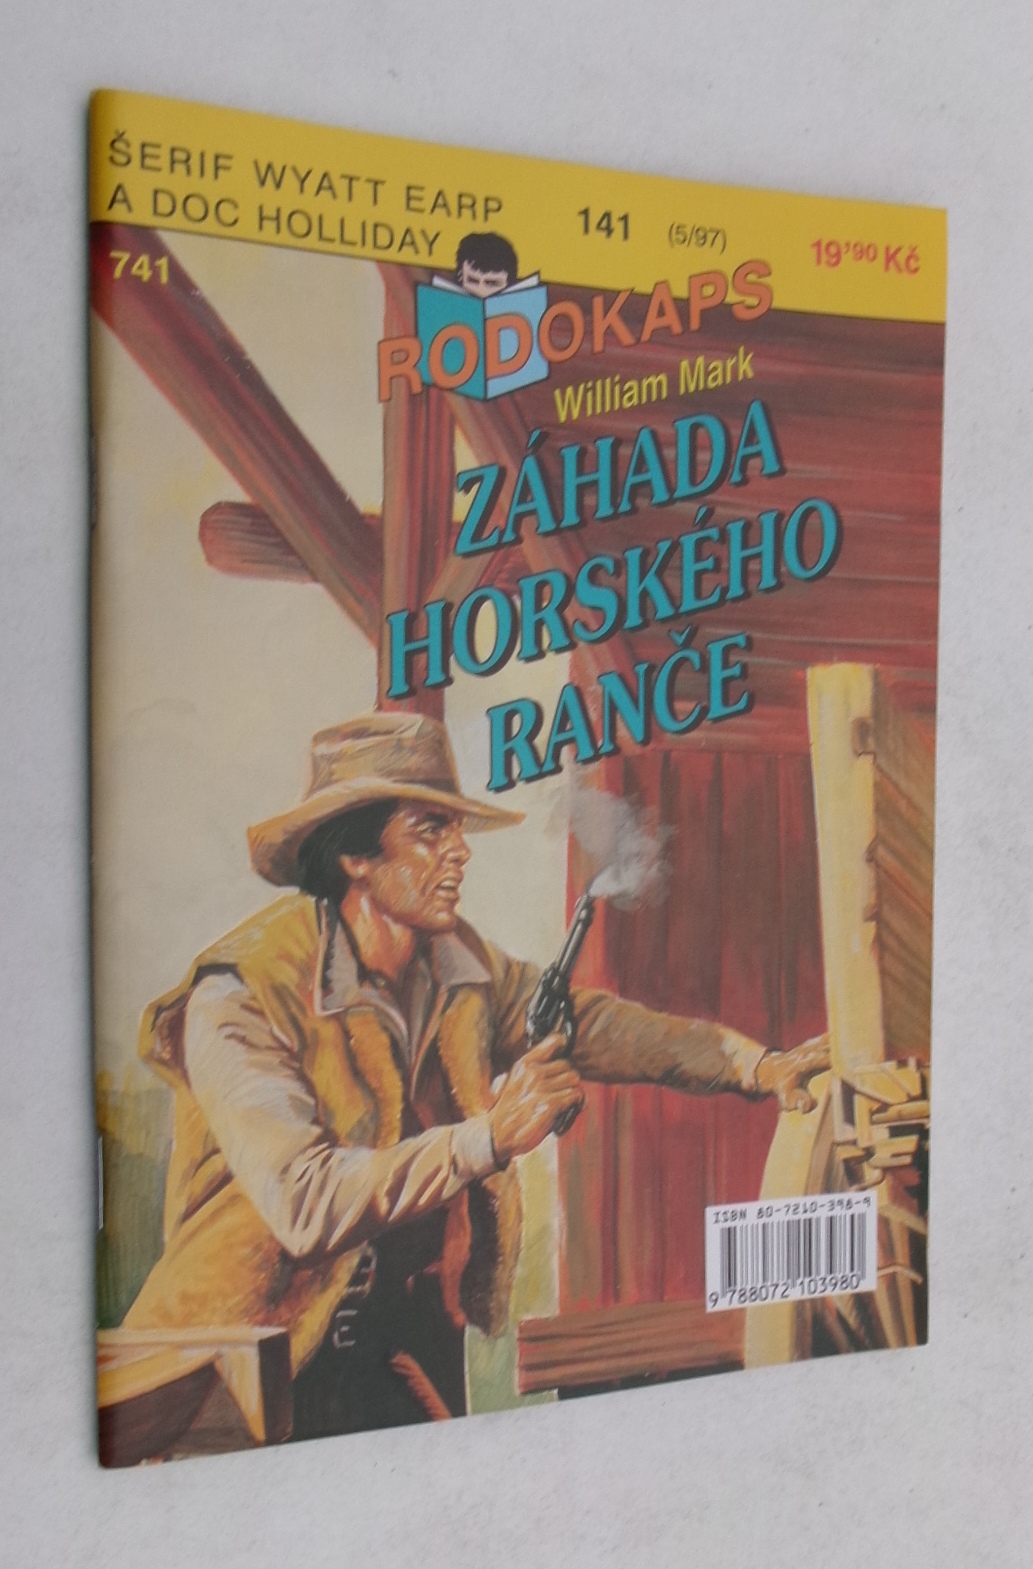 ŠERIF WYATT EARP
A DOC HOLLIDAY
141 (5/97)
19’90 Kč
741
RODOKAPS
William Mark
ZÁHADA
HORSKÉHO
RANČE
ISBN 80-7210-398-9
9 788072 103980